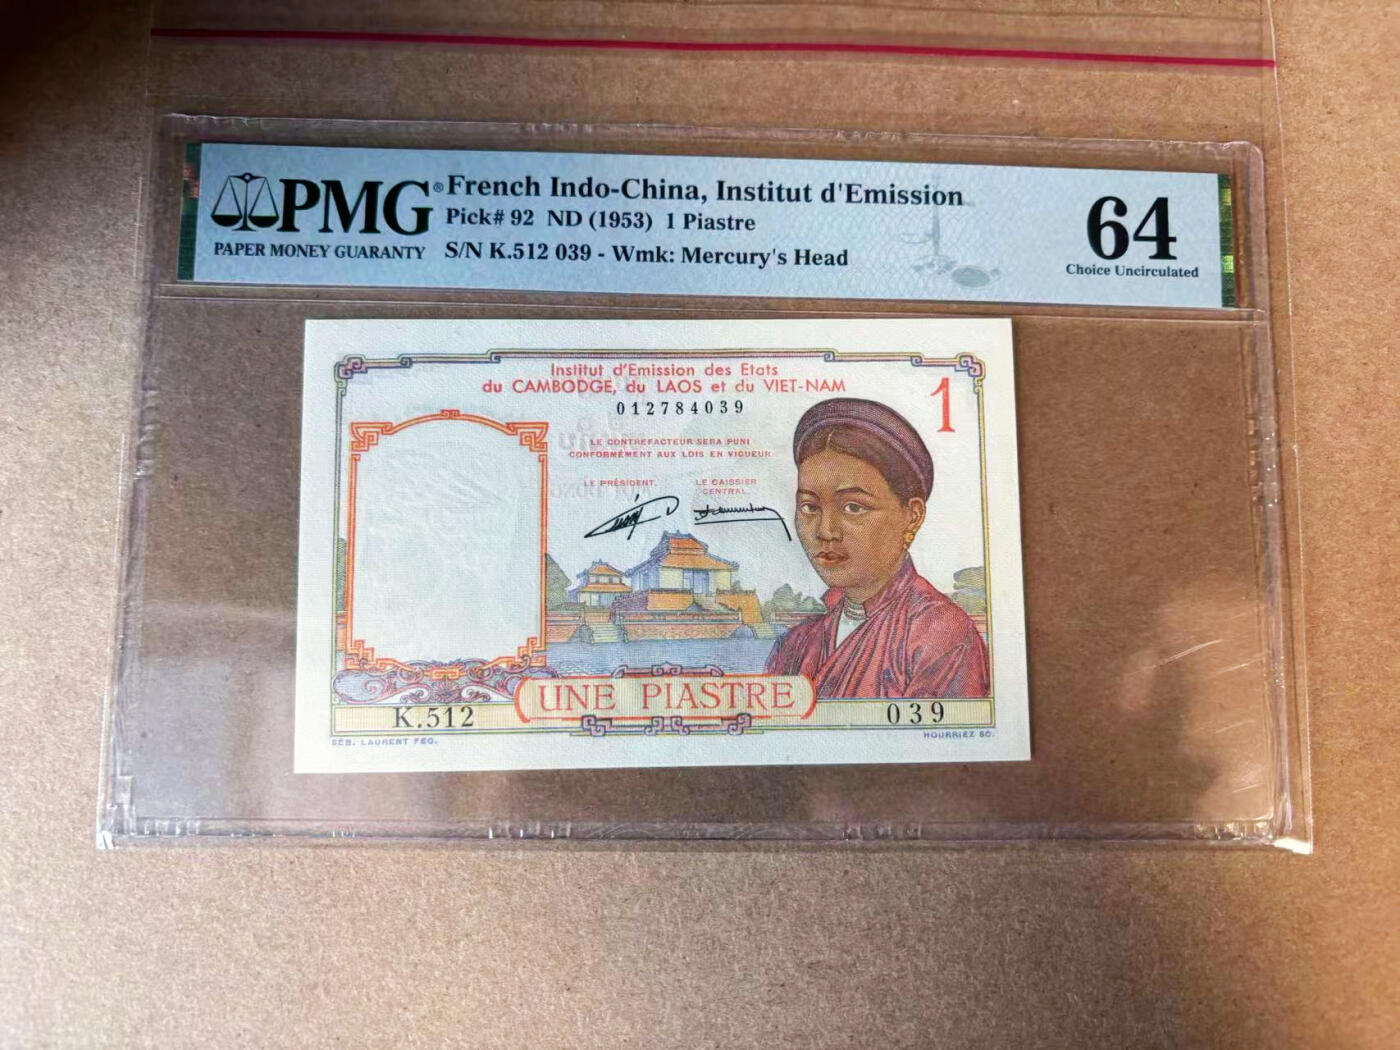 PMG®
PAPER MONEY GUARANTY
French Indo-China, Institut d'Emission
Pick# 92 ND (1953) 1 Piastre
S/N K.512 039 - Wmk: Mercury's Head
64
Choice Uncirculated
Institut d'Emission des Etats
du CAMBODGE, du LAOS et du VIET-NAM
1
012784039
LE CONTREFACTEUR SERA PUNI
CONFORMÉMENT AUX LOIS EN VIGUEUR
LE PRÉSIDENT,
LE CAISSIER
CENTRAL,
UNE PIASTRE
K.512
039
SÉB. LAURENT FEC.
HOURRIEZ SC.